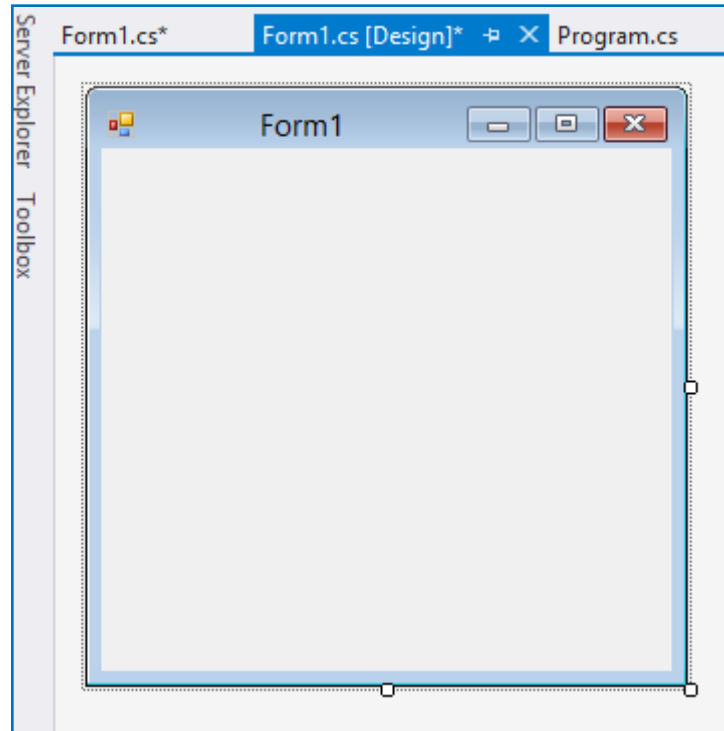 Form1.cs*
Form1.cs [Design]*
Program.cs
Server Explorer
Toolbox
Form1